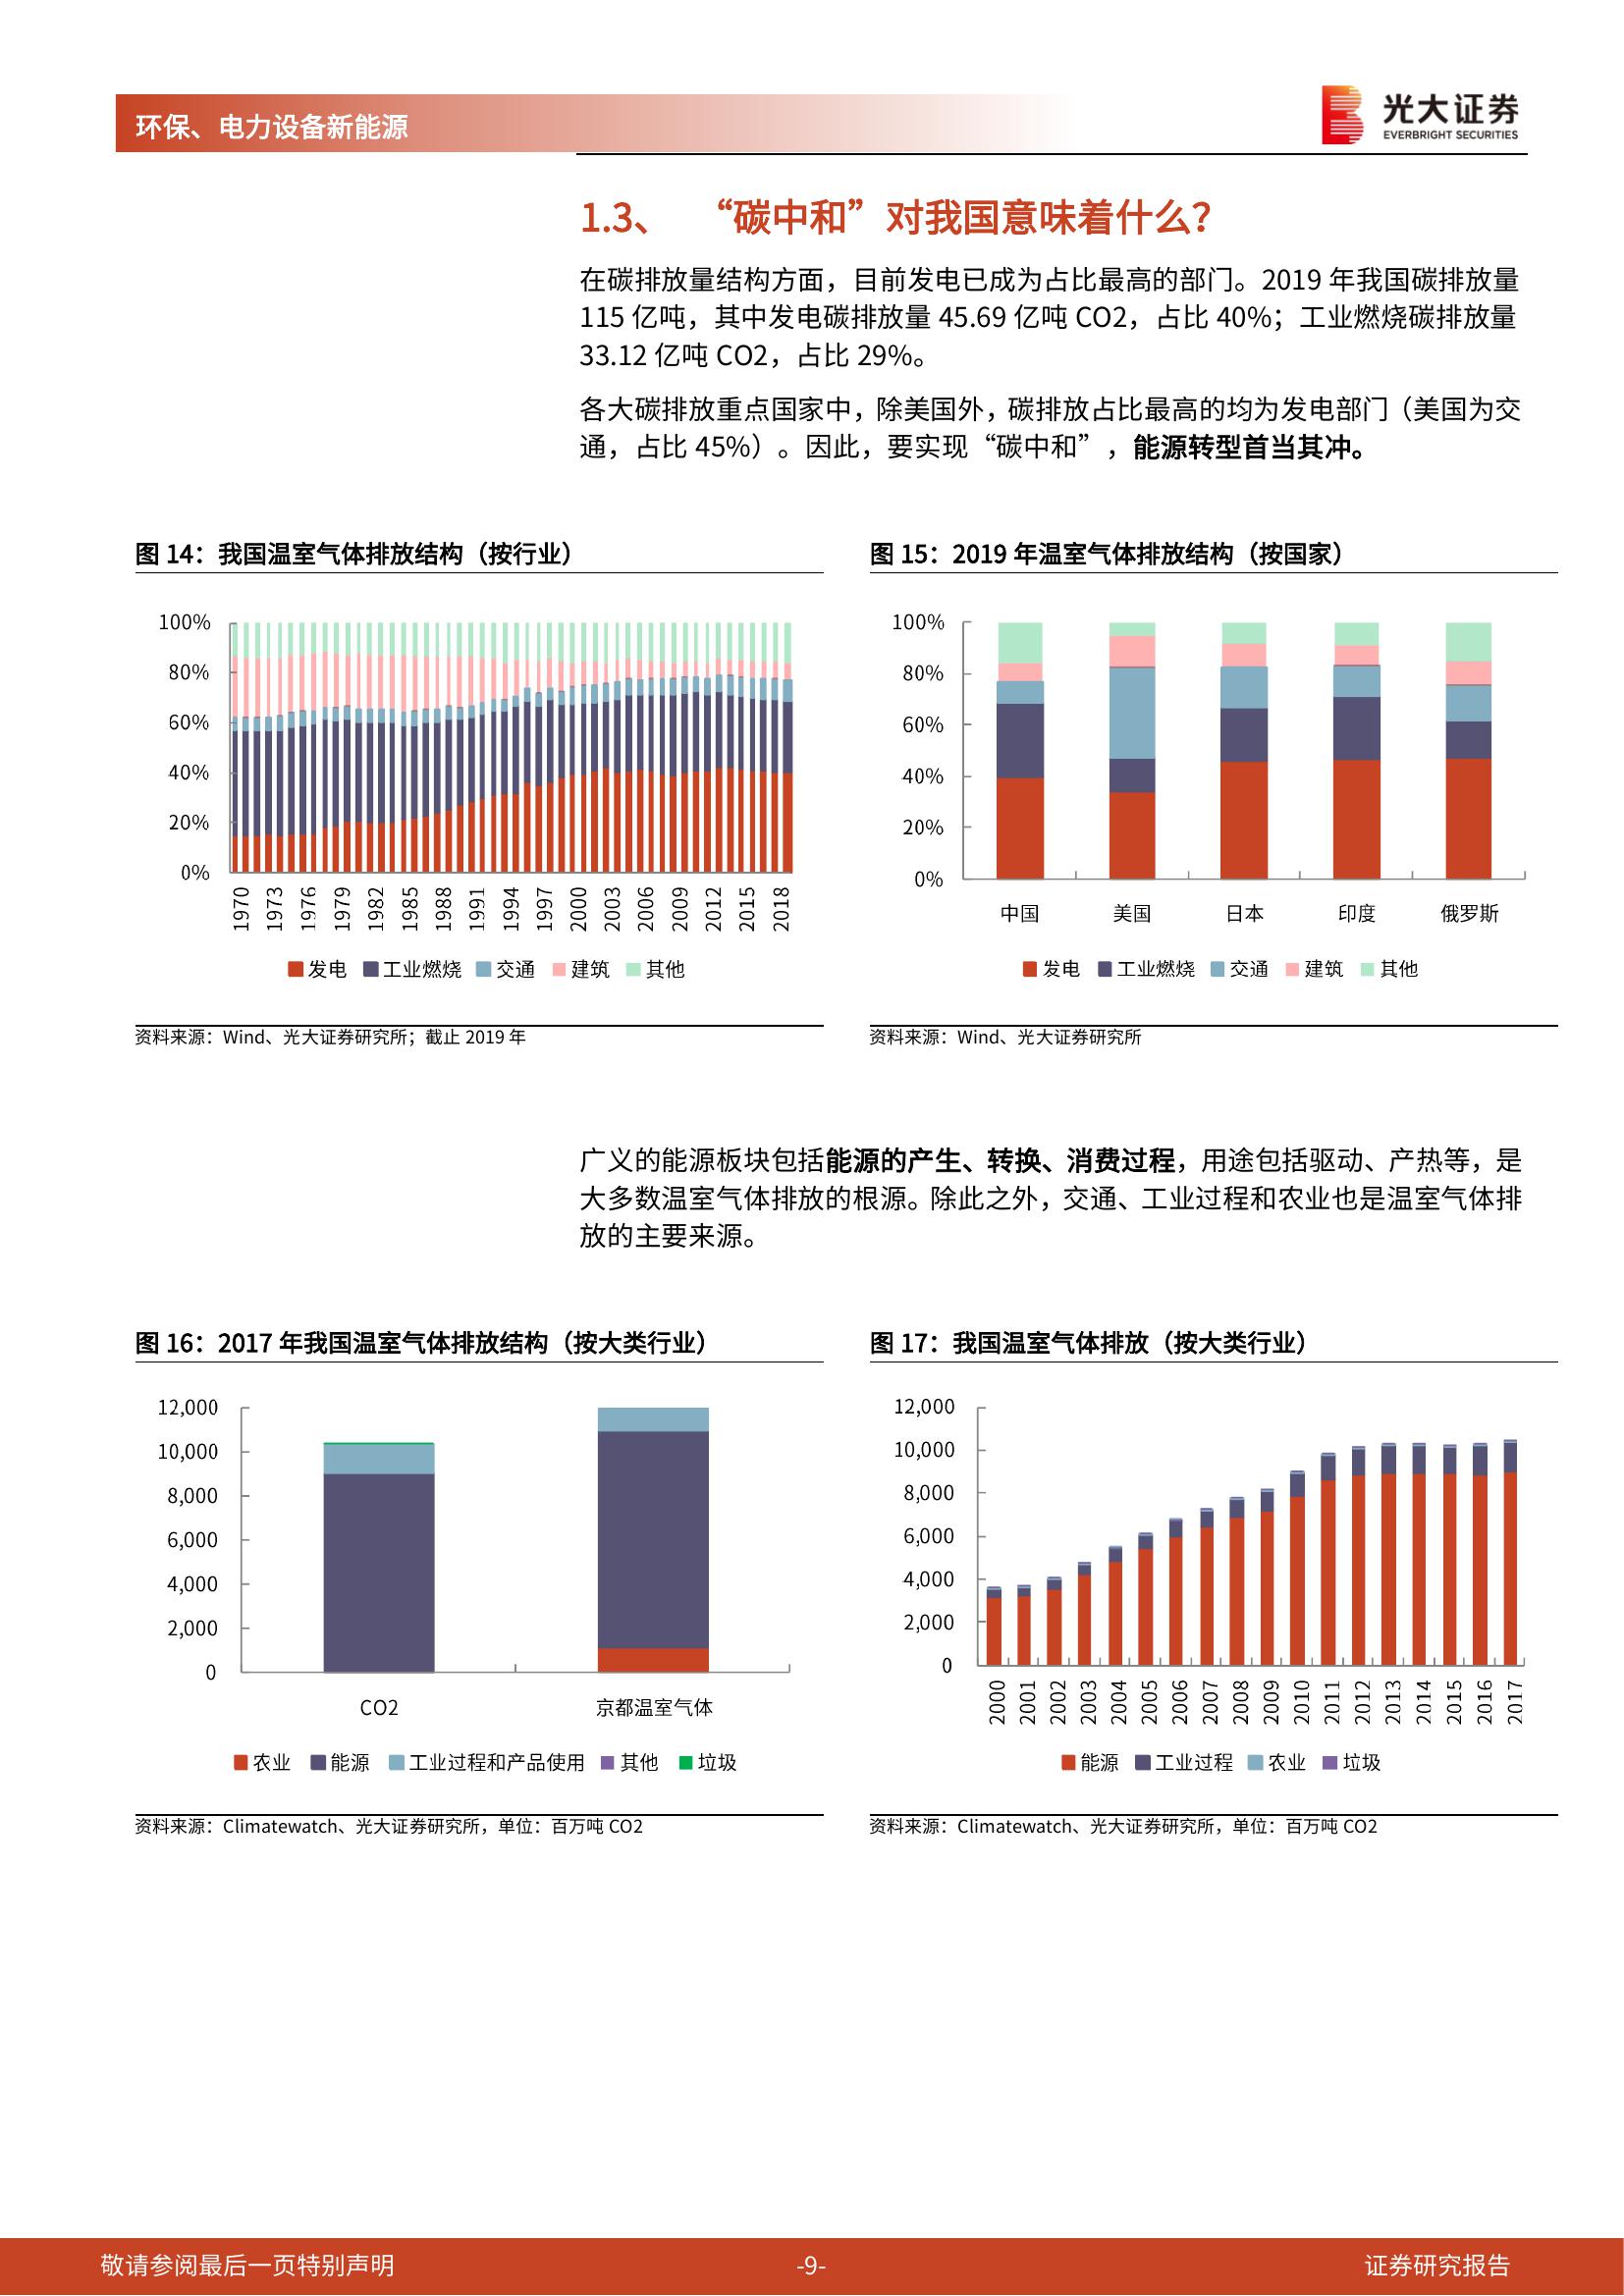 环保、电力设备新能源
光大证券
EVERBRIGHT SECURITIES
1.3、 “碳中和”对我国意味着什么？
在碳排放量结构方面，目前发电已成为占比最高的部门。2019 年我国碳排放量
115 亿吨，其中发电碳排放量 45.69 亿吨 CO2，占比 40%；工业燃烧碳排放量
33.12 亿吨 CO2，占比 29%。
各大碳排放重点国家中，除美国外，碳排放占比最高的均为发电部门（美国为交
通，占比 45%）。因此，要实现“碳中和”，能源转型首当其冲。
图 14：我国温室气体排放结构（按行业）
100%
80%
60%
40%
20%
0%
1970 1973 1976 1979 1982 1985 1988 1991 1994 1997 2000 2003 2006 2009 2012 2015 2018
发电 工业燃烧 交通 建筑 其他
资料来源：Wind、光大证券研究所；截止 2019 年
图 15：2019 年温室气体排放结构（按国家）
100%
80%
60%
40%
20%
0%
中国 美国 日本 印度 俄罗斯
发电 工业燃烧 交通 建筑 其他
资料来源：Wind、光大证券研究所
广义的能源板块包括能源的产生、转换、消费过程，用途包括驱动、产热等，是
大多数温室气体排放的根源。除此之外，交通、工业过程和农业也是温室气体排
放的主要来源。
图 16：2017 年我国温室气体排放结构（按大类行业）
12,000
10,000
8,000
6,000
4,000
2,000
0
CO2 京都温室气体
农业 能源 工业过程和产品使用 其他 垃圾
资料来源：Climatewatch、光大证券研究所，单位：百万吨 CO2
图 17：我国温室气体排放（按大类行业）
12,000
10,000
8,000
6,000
4,000
2,000
0
2000 2001 2002 2003 2004 2005 2006 2007 2008 2009 2010 2011 2012 2013 2014 2015 2016 2017
能源 工业过程 农业 垃圾
资料来源：Climatewatch、光大证券研究所，单位：百万吨 CO2
敬请参阅最后一页特别声明 -9- 证券研究报告